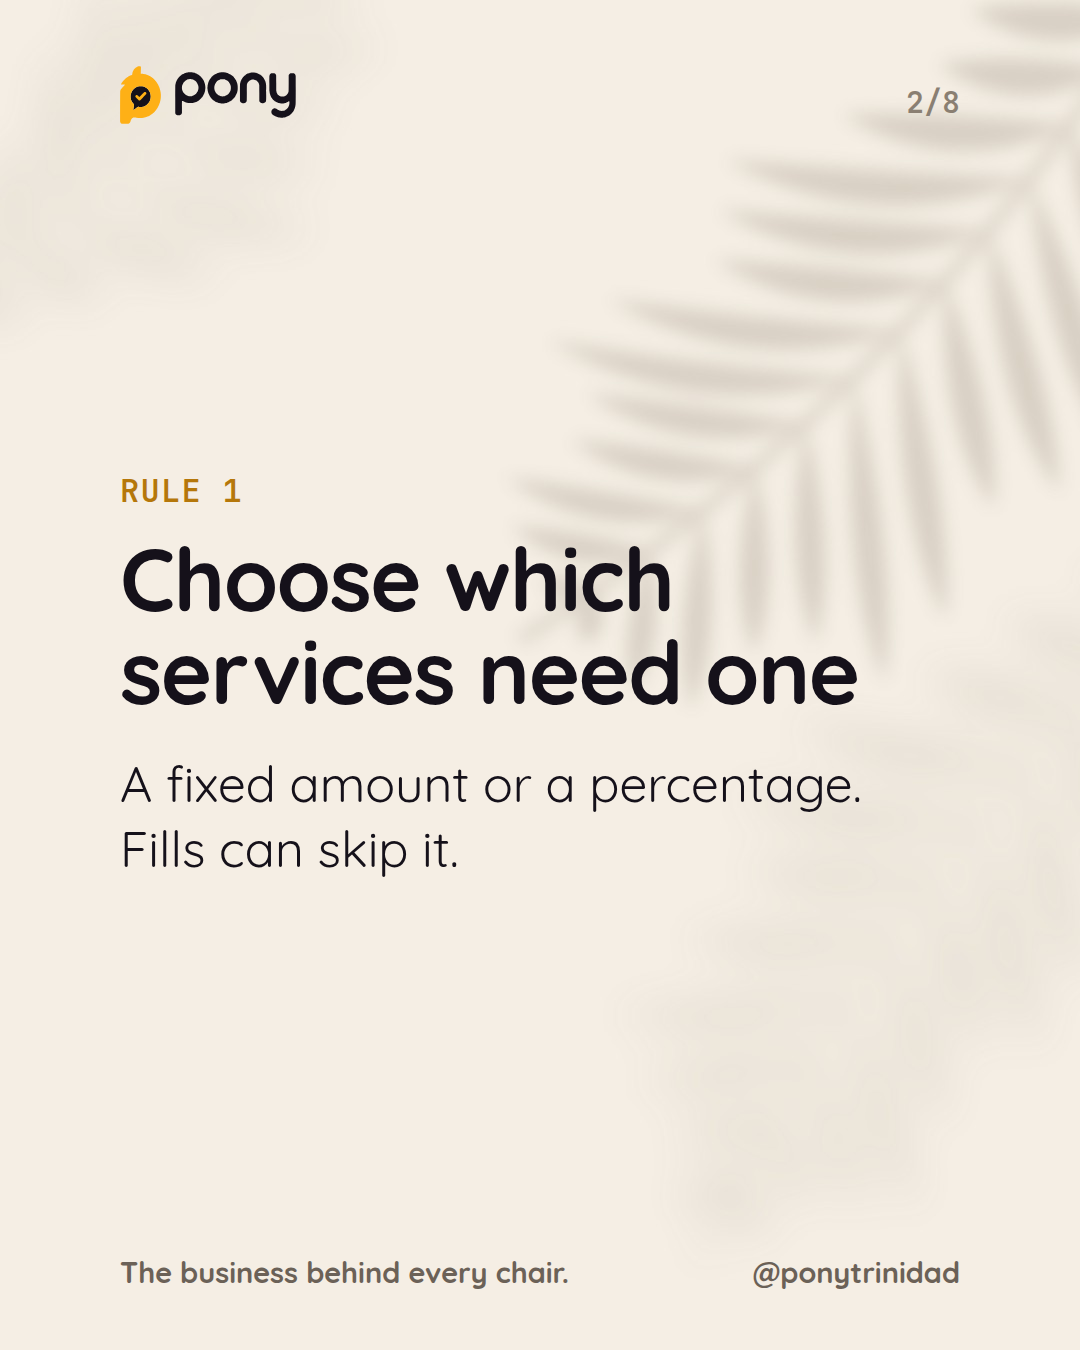 pony
2/8
RULE 1
Choose which
services need one
A fixed amount or a percentage.
Fills can skip it.
The business behind every chair.
@ponytrinidad